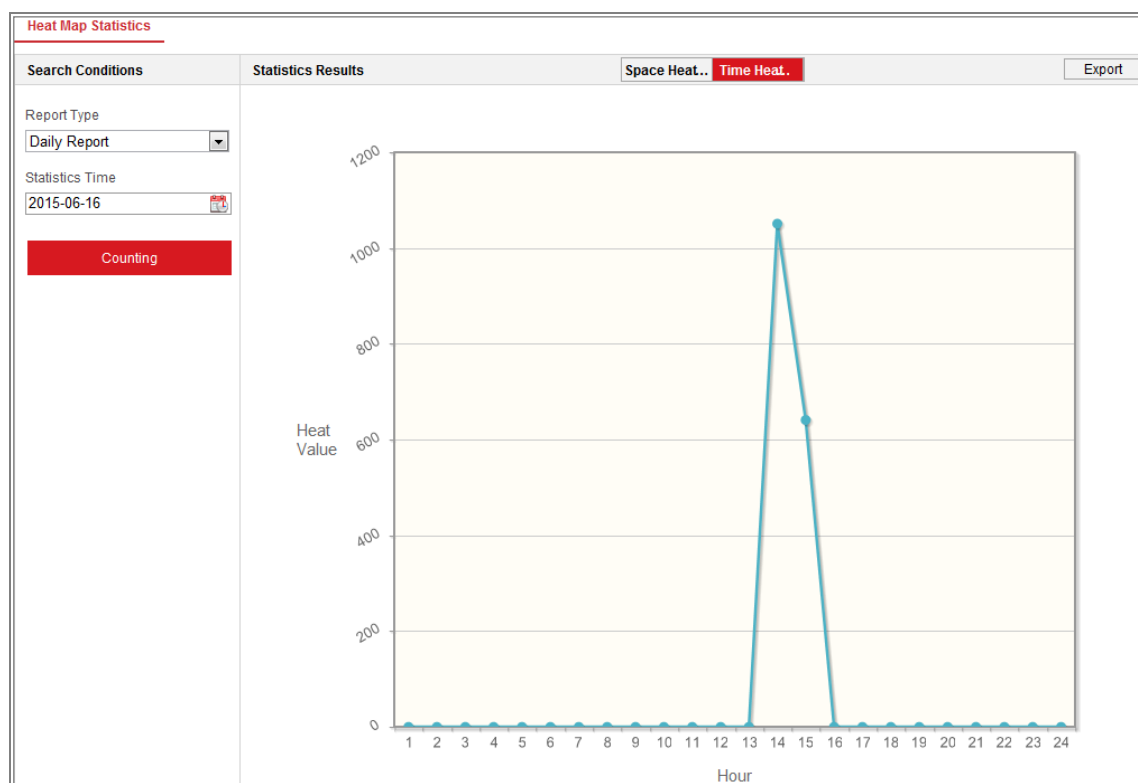 Heat Map Statistics
Search Conditions
Statistics Results
Space Heat...
Time Heat..
Export
Report Type
Daily Report
Statistics Time
2015-06-16
Counting
1200
1000
800
600
400
200
0
Heat
Value
1 2 3 4 5 6 7 8 9 10 11 12 13 14 15 16 17 18 19 20 21 22 23 24
Hour